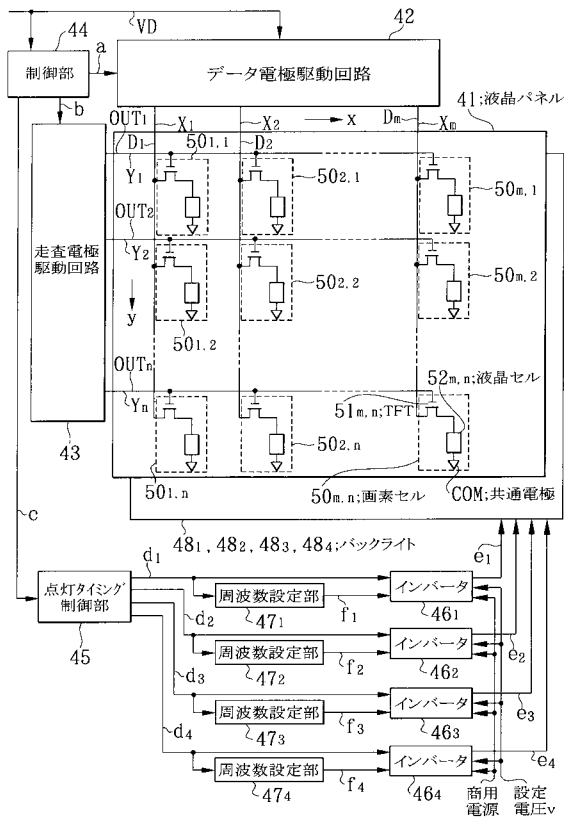 VD
44
42
制御部
a
データ電極駆動回路
b
OUT₁
X₁
X₂
x
Dₘ
Xₘ
41;液晶パネル
D₁
50₁,₁
D₂
Y₁
50₂,₁
50ₘ,₁
OUT₂
走査電極
駆動回路
Y₂
50₂,₂
50ₘ,₂
y
50₁,₂
OUTₙ
52ₘ,ₙ;液晶セル
Yₙ
51ₘ,ₙ;TFT
43
50₂,ₙ
50₁,ₙ
50ₘ,ₙ;画素セル
COM;共通電極
c
48₁, 48₂, 48₃, 48₄;バックライト
e₁
d₁
点灯タイミング
制御部
45
周波数設定部
47₁
f₁
インバータ
46₁
d₂
周波数設定部
47₂
f₂
インバータ
46₂
e₂
d₃
周波数設定部
47₃
f₃
インバータ
46₃
e₃
d₄
周波数設定部
47₄
f₄
インバータ
46₄
e₄
商用
電源
設定
電圧v